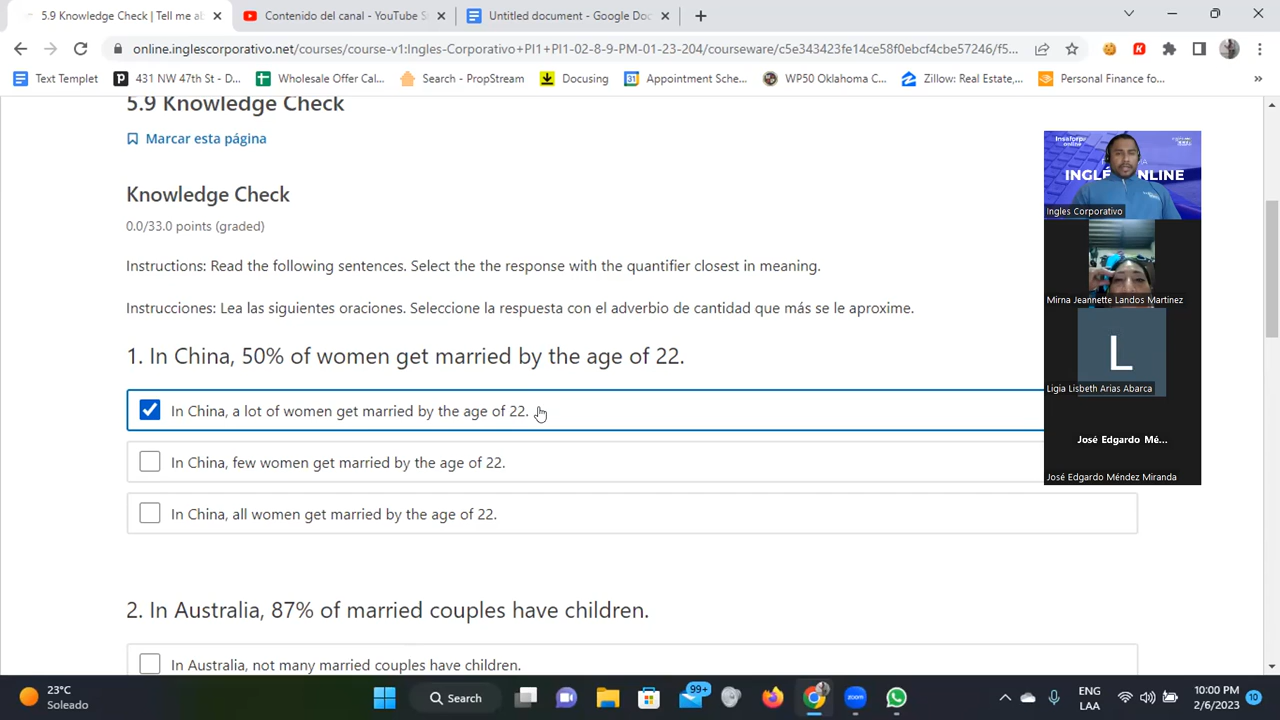 5.9 Knowledge Check | Tell me ab
Contenido del canal - YouTube S
Untitled document - Google Doc
online.inglescorporativo.net/courses/course-v1:Ingles-Corporativo+PI1+PI1-02-8-9-PM-01-23-204/courseware/c5e343423fe14ce58f0ebcf4cbe57246/f5...
Text Templet
431 NW 47th St - D...
Wholesale Offer Cal...
Search - PropStream
Docusing
Appointment Sche...
WP50 Oklahoma C...
Zillow: Real Estate,...
Personal Finance fo...
5.9 Knowledge Check
Marcar esta página
Knowledge Check
0.0/33.0 points (graded)
Instructions: Read the following sentences. Select the the response with the quantifier closest in meaning.
Instrucciones: Lea las siguientes oraciones. Seleccione la respuesta con el adverbio de cantidad que más se le aproxime.
1. In China, 50% of women get married by the age of 22.
In China, a lot of women get married by the age of 22.
In China, few women get married by the age of 22.
In China, all women get married by the age of 22.
2. In Australia, 87% of married couples have children.
In Australia, not many married couples have children.
Ingles Corporativo
Mirna Jeannette Landos Martinez
L
Ligia Lisbeth Arias Abarca
José Edgardo Mé...
José Edgardo Méndez Miranda
23°C
Soleado
Search
99+
zoom
ENG
LAA
10:00 PM
2/6/2023
10